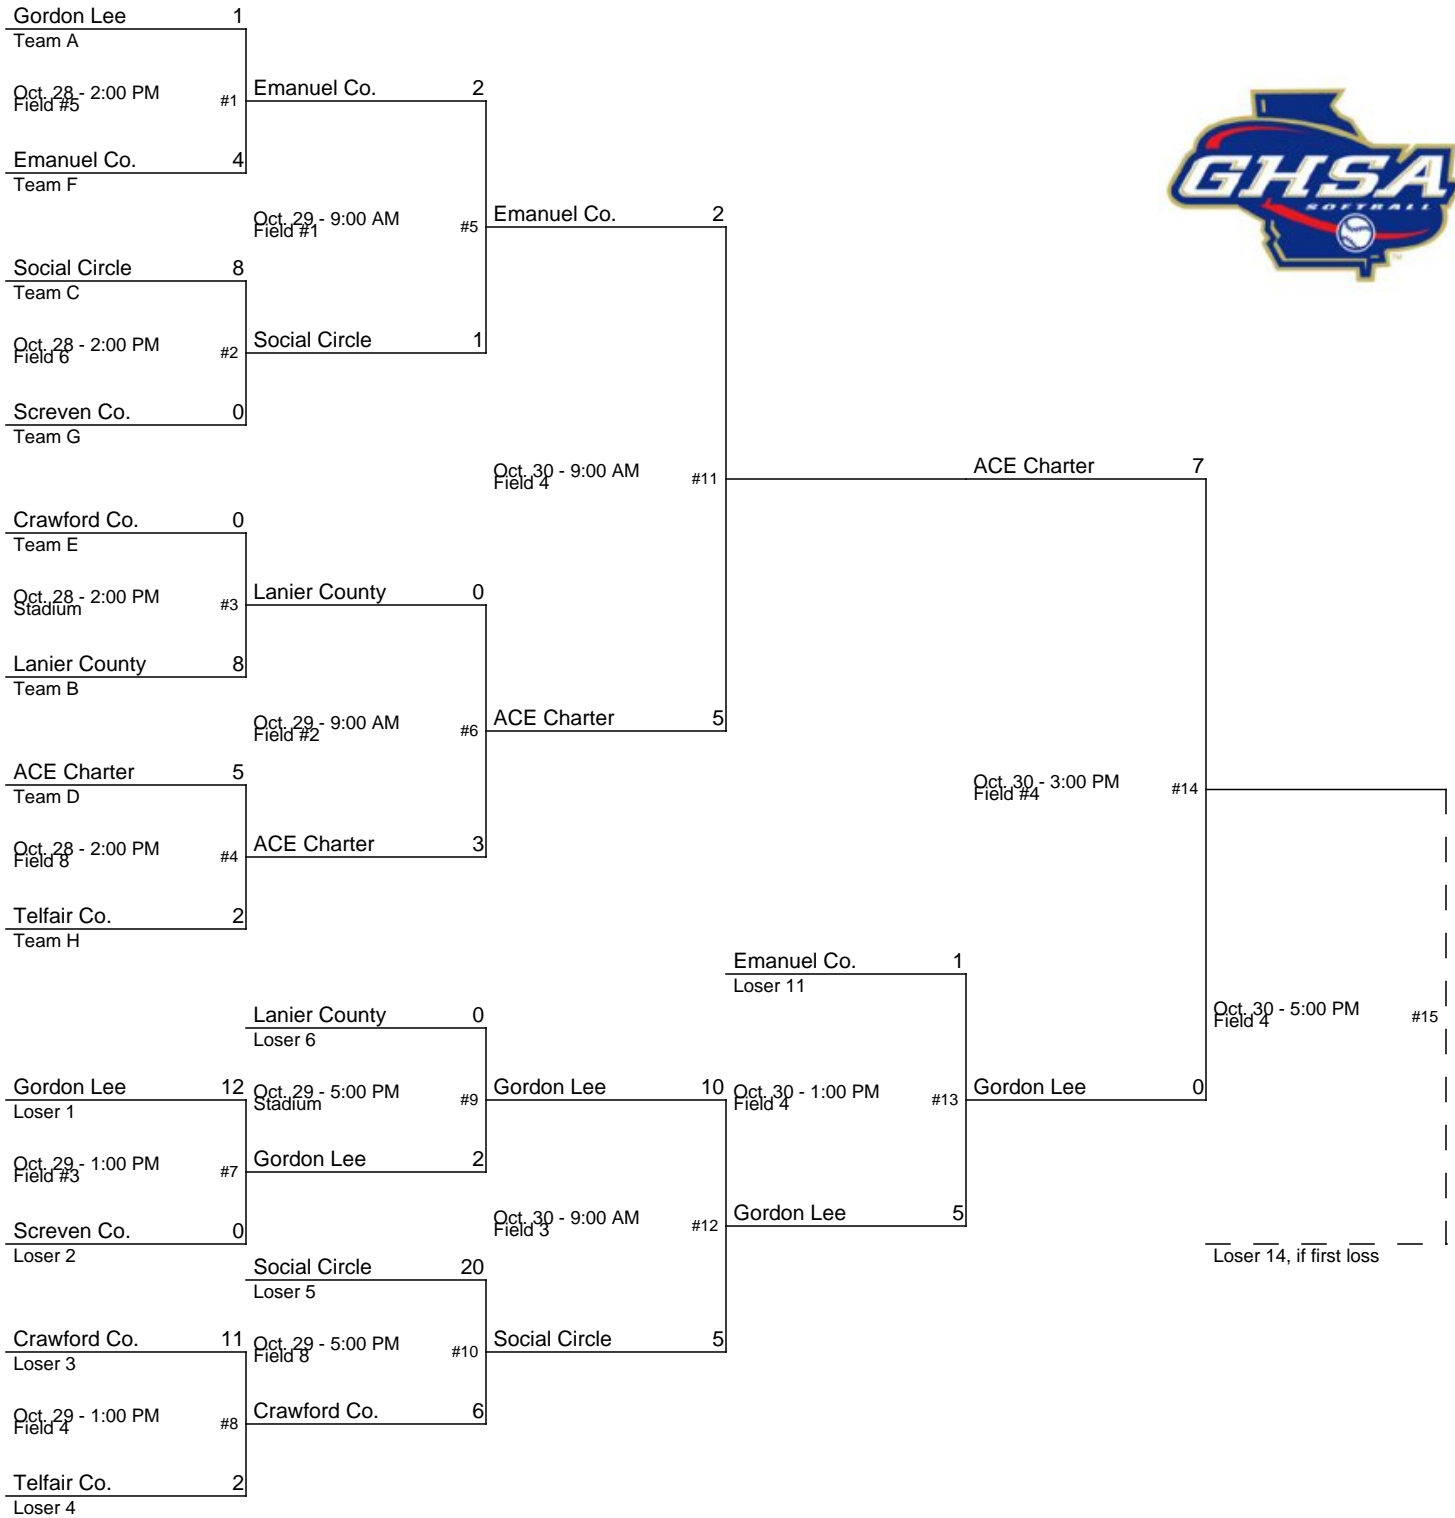 Gordon Lee 1
Team A
Oct. 28 - 2:00 PM
Field #5
#1
Emanuel Co. 2
Emanuel Co. 4
Team F
Oct. 29 - 9:00 AM
Field #1
#5
Emanuel Co. 2
Social Circle 8
Team C
Oct. 28 - 2:00 PM
Field 6
#2
Social Circle 1
Screven Co. 0
Team G
GHSA
SOFTBALL
TM
Oct. 30 - 9:00 AM
Field 4
#11
ACE Charter 7
Crawford Co. 0
Team E
Oct. 28 - 2:00 PM
Stadium
#3
Lanier County 0
Lanier County 8
Team B
Oct. 29 - 9:00 AM
Field #2
#6
ACE Charter 5
ACE Charter 5
Team D
Oct. 28 - 2:00 PM
Field 8
#4
ACE Charter 3
Telfair Co. 2
Team H
Oct. 30 - 3:00 PM
Field #4
#14
Emanuel Co. 1
Loser 11
Lanier County 0
Loser 6
Oct. 30 - 5:00 PM
Field 4
#15
Gordon Lee 12
Loser 1
Oct. 29 - 5:00 PM
Stadium
#9
Gordon Lee 10
Oct. 30 - 1:00 PM
Field 4
#13
Gordon Lee 0
Oct. 29 - 1:00 PM
Field #3
#7
Gordon Lee 2
Screven Co. 0
Loser 2
Oct. 30 - 9:00 AM
Field 3
#12
Gordon Lee 5
Loser 14, if first loss
Social Circle 20
Loser 5
Crawford Co. 11
Loser 3
Oct. 29 - 5:00 PM
Field 8
#10
Social Circle 5
Oct. 29 - 1:00 PM
Field 4
#8
Crawford Co. 6
Telfair Co. 2
Loser 4